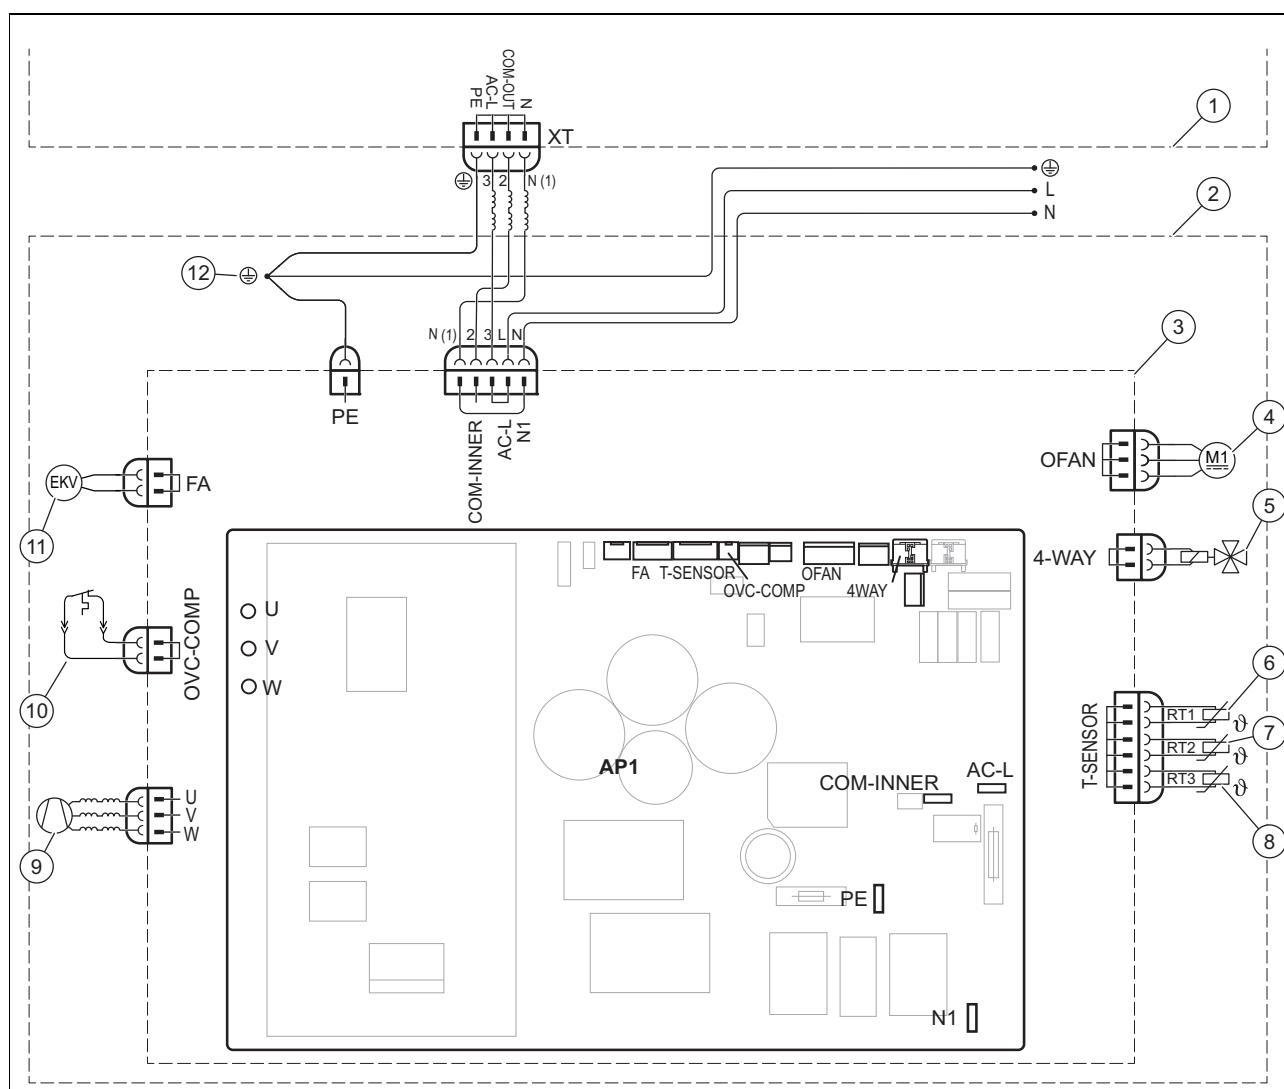 PE
AC-L
COM-OUT
N
XT
1
3 2 N (1)
L
N
2
12
N (1) 2 3 L N
3
PE
COM-INNER
AC-L
N1
4
OFAN
M1
EKV
FA
5
11
4-WAY
FA T-SENSOR OVC-COMP OFAN 4WAY
U
V
W
OVC-COMP
10
6
T-SENSOR
RT1 ϑ
7
RT2 ϑ
RT3 ϑ
8
AP1
COM-INNER
AC-L
U
V
W
9
PE
N1